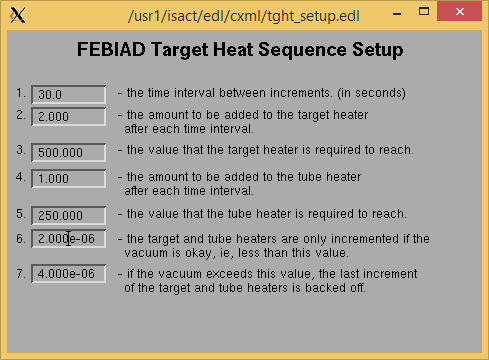 /usr1/isact/edl/cxml/tght_setup.edl
FEBIAD Target Heat Sequence Setup
1. 30.0 - the time interval between increments. (in seconds)
2. 2.000 - the amount to be added to the target heater
after each time interval.
3. 500.000 - the value that the target heater is required to reach.
4. 1.000 - the amount to be added to the tube heater
after each time interval.
5. 250.000 - the value that the tube heater is required to reach.
6. 2.000e-06 - the target and tube heaters are only incremented if the
vacuum is okay, ie, less than this value.
7. 4.000e-06 - if the vacuum exceeds this value, the last increment
of the target and tube heaters is backed off.